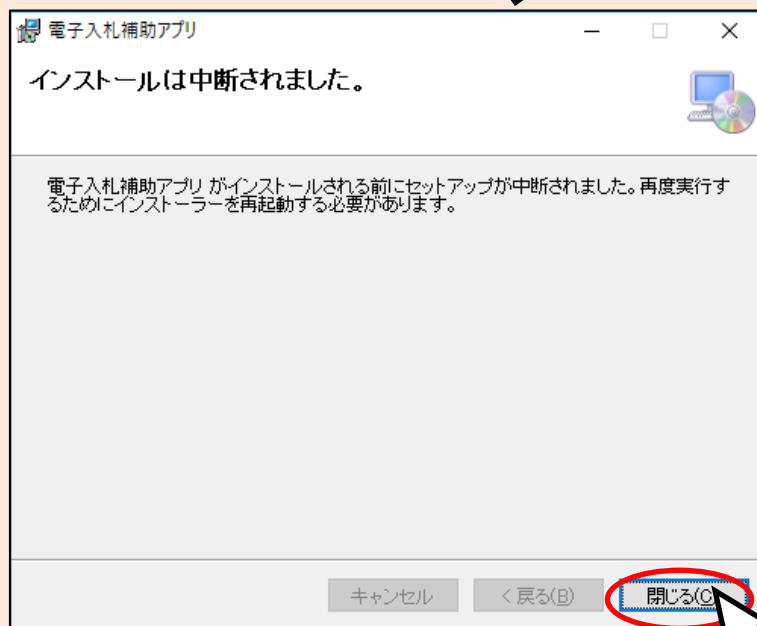 電子入札補助アプリ
インストールは中断されました。
電子入札補助アプリ がインストールされる前にセットアップが中断されました。再度実行す
るためにインストーラーを再起動する必要があります。
キャンセル
< 戻る(B)
閉じる(C)